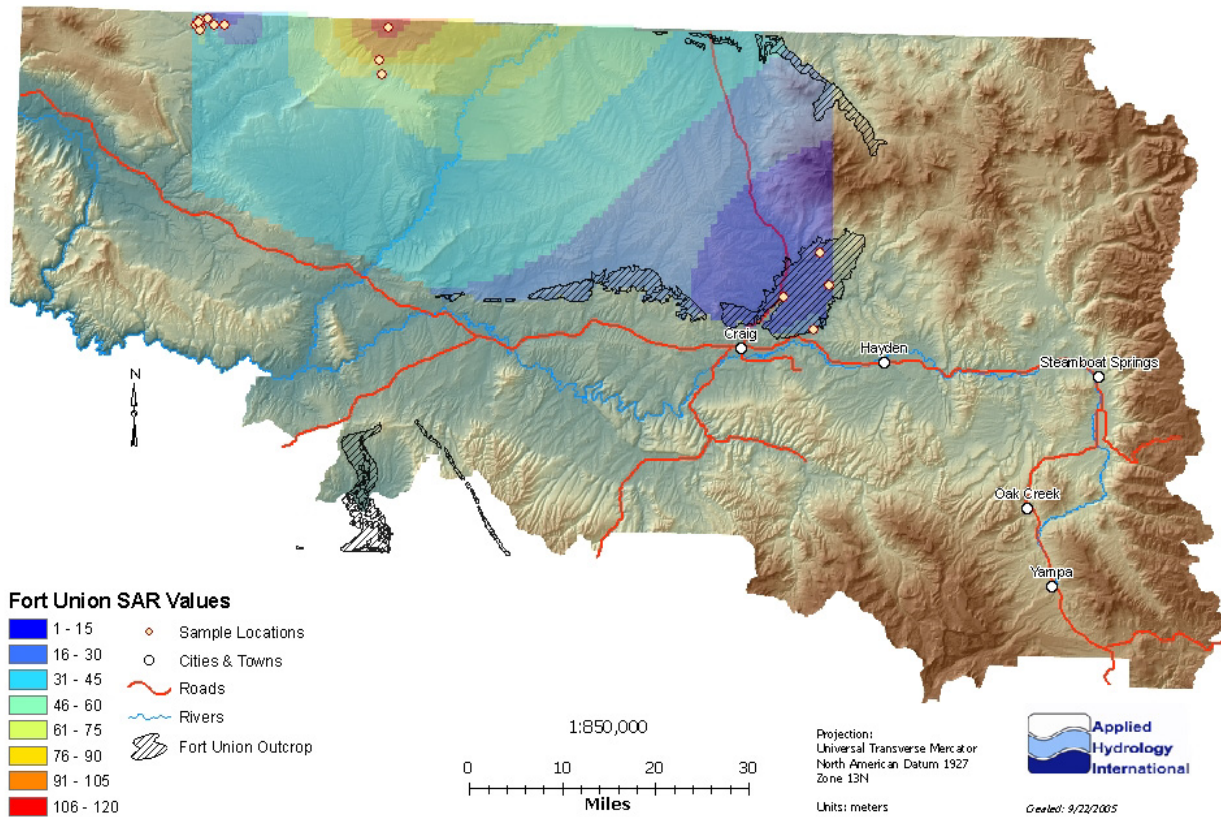 Craig
Hayden
Steamboat Springs
N
Oak Creek
Yampa
Fort Union SAR Values
1 - 15
16 - 30
31 - 45
46 - 60
61 - 75
76 - 90
91 - 105
106 - 120
Sample Locations
Cities & Towns
Roads
Rivers
Fort Union Outcrop
1:850,000
0 10 20 30
Miles
Projection:
Universal Transverse Mercator
North American Datum 1927
Zone 13N
Units: meters
Applied
Hydrology
International
Created: 9/22/2005